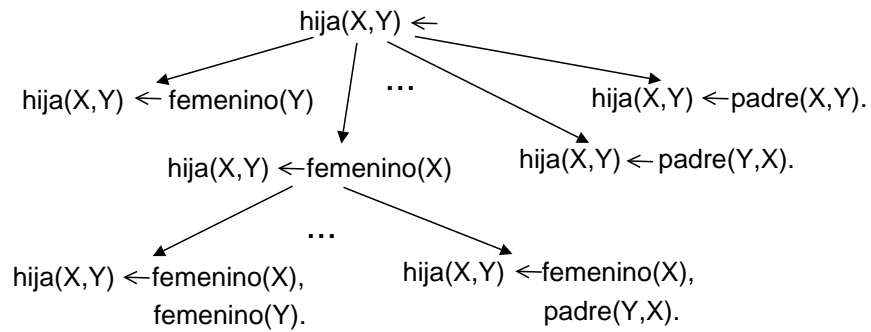 hija(X,Y) ←
hija(X,Y) ← femenino(Y)
...
hija(X,Y) ← padre(X,Y).
hija(X,Y) ← femenino(X)
hija(X,Y) ← padre(Y,X).
...
hija(X,Y) ← femenino(X),
femenino(Y).
hija(X,Y) ← femenino(X),
padre(Y,X).